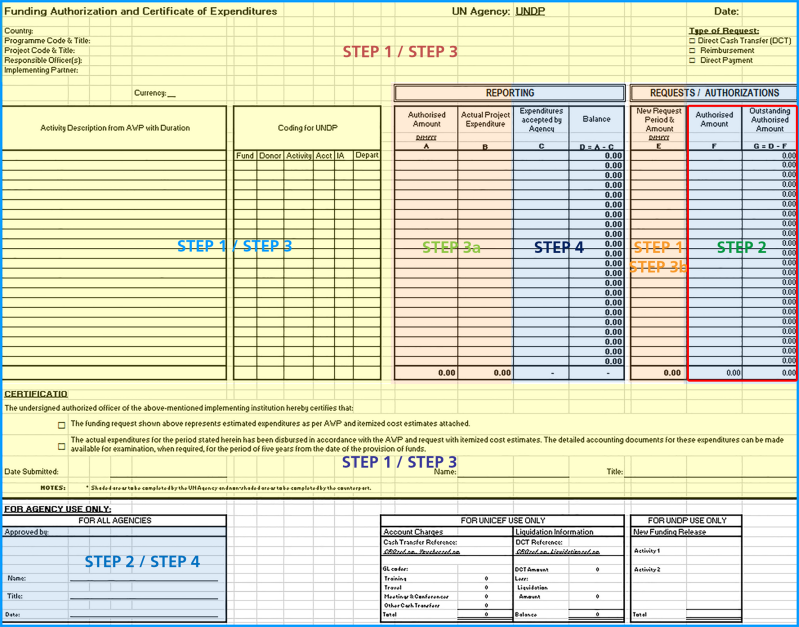 Funding Authorization and Certificate of Expenditures UN Agency: UNDP Date:
Country:
Programme Code & Title:
Project Code & Title:
Responsible Officer(s):
Implementing Partner:
STEP 1 / STEP 3
Type of Request:
□ Direct Cash Transfer (DCT)
□ Reimbursement
□ Direct Payment
Currency: __
REPORTING
REQUESTS / AUTHORIZATIONS
Activity Description from AWP with Duration
Coding for UNDP
Fund Donor Activity Acct IA Depart
Authorised
Amount
A
Actual Project
Expenditure
B
Expenditures
accepted by
Agency
C
Balance
D = A - C
New Request
Period &
Amount
E
Authorised
Amount
F
Outstanding
Authorised
Amount
G = D - F
0.00 0.00
0.00 0.00
0.00 0.00
0.00 0.00
0.00 0.00
0.00 0.00
0.00 0.00
0.00 0.00
0.00 0.00
0.00 0.00
STEP 1 / STEP 3 STEP 3a STEP 4 STEP 1 STEP 2
STEP 3b
0.00 0.00
0.00 0.00
0.00 0.00
0.00 0.00
0.00 0.00
0.00 0.00
0.00 0.00
0.00 0.00
0.00 0.00
0.00 0.00
0.00 0.00
0.00 0.00
0.00 0.00 - - 0.00 0.00 0.00
CERTIFICATIO
The undersigned authorized officer of the above-mentioned implementing institution hereby certifies that:
□ The funding request shown above represents estimated expenditures as per AWP and itemized cost estimates attached.
□ The actual expenditures for the period stated herein has been disbursed in accordance with the AWP and request with itemized cost estimates. The detailed accounting documents for these expenditures can be made
available for examination, when required, for the period of five years from the date of the provision of funds.
STEP 1 / STEP 3
Date Submitted: Name: Title:
NOTES: * Shaded areas to be completed by the UN Agency and non-shaded areas to be completed by the counterpart.
FOR AGENCY USE ONLY:
FOR ALL AGENCIES
Approved by:
STEP 2 / STEP 4
Name:
Title:
Date:
FOR UNICEF USE ONLY
Account Charges
Cash Transfer Reference:
GL codes:
Training 0
Travel 0
Meetings & Conferences 0
Other Cash Transfers 0
Total 0
Liquidation Information
DCT Reference:
DCT Amount 0
Less:
Liquidation
Amount 0
Balance 0
FOR UNDP USE ONLY
New Funding Release
Activity 1
Activity 2
Total